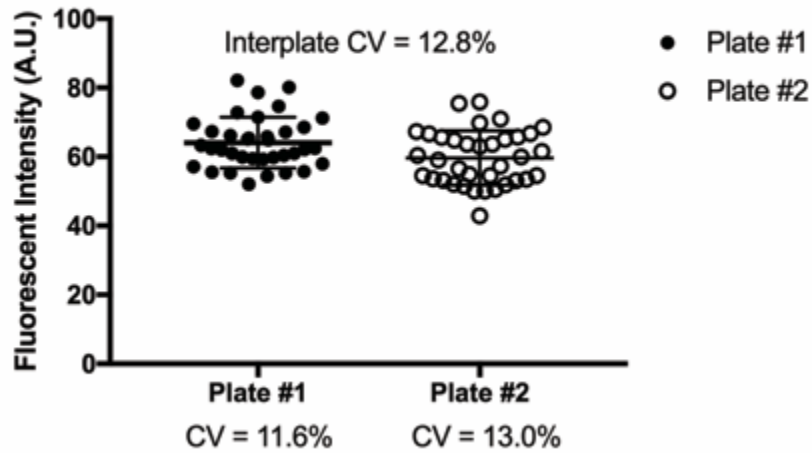 Fluorescent Intensity (A.U.)
100
80
60
40
20
0
Interplate CV = 12.8%
Plate #1
Plate #2
Plate #1
Plate #2
CV = 11.6%
CV = 13.0%